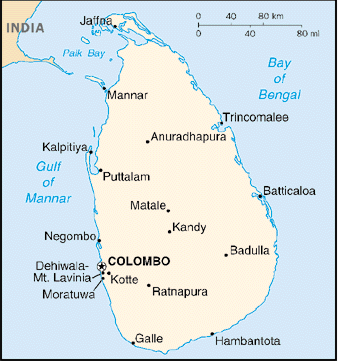 Jaffna
0 40 80 km
0 40 80 mi
INDIA
Palk Bay
Bay
of
Bengal
Mannar
Trincomalee
Anuradhapura
Kalpitiya
Gulf
of
Mannar
Puttalam
Batticaloa
Matale
Kandy
Negombo
Badulla
COLOMBO
Dehiwala-
Mt. Lavinia
Kotte
Moratuwa
Ratnapura
Galle
Hambantota